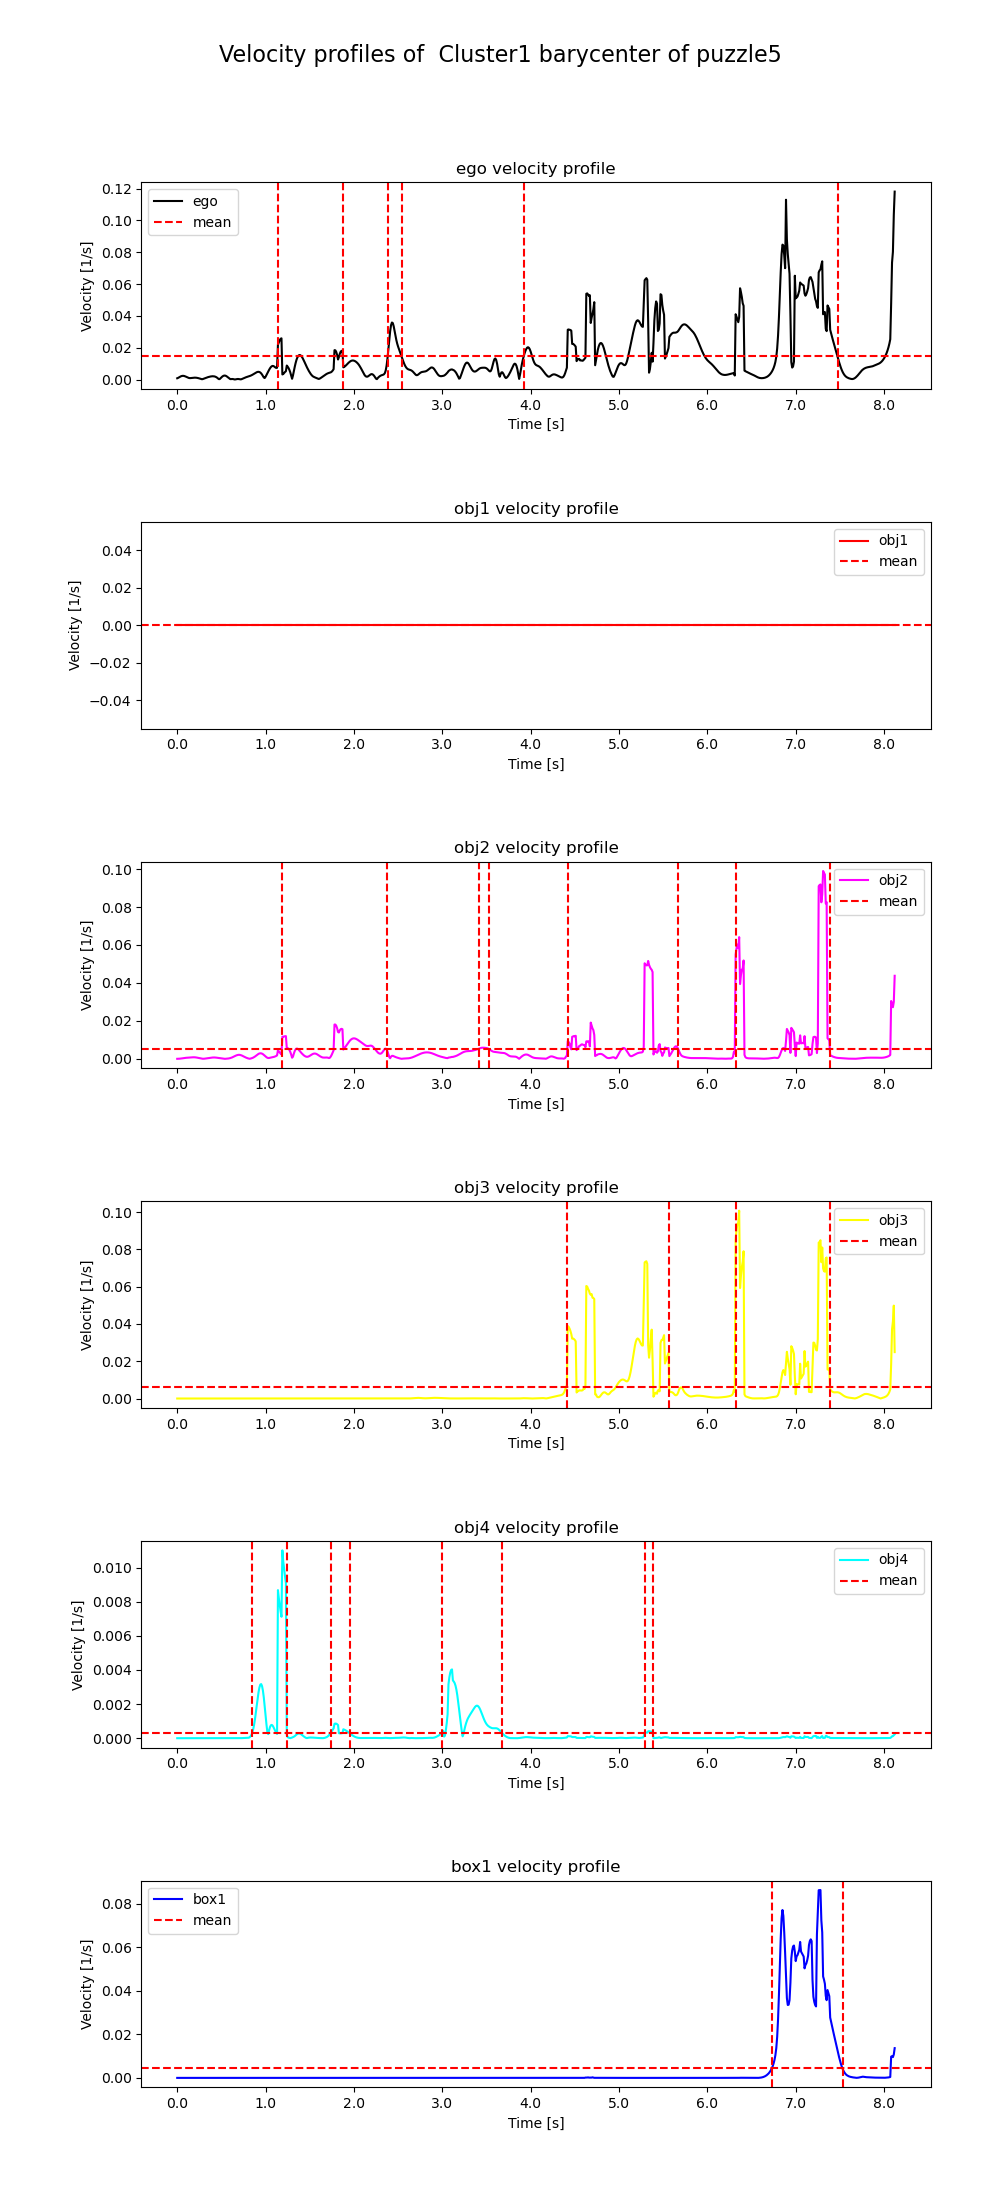 Velocity profiles of  Cluster1 barycenter of puzzle5
ego velocity profile
ego
mean
Velocity [1/s]
0.12
0.10
0.08
0.06
0.04
0.02
0.00
0.0 1.0 2.0 3.0 4.0 5.0 6.0 7.0 8.0
Time [s]
obj1 velocity profile
obj1
mean
Velocity [1/s]
0.04
0.02
0.00
−0.02
−0.04
0.0 1.0 2.0 3.0 4.0 5.0 6.0 7.0 8.0
Time [s]
obj2 velocity profile
obj2
mean
Velocity [1/s]
0.10
0.08
0.06
0.04
0.02
0.00
0.0 1.0 2.0 3.0 4.0 5.0 6.0 7.0 8.0
Time [s]
obj3 velocity profile
obj3
mean
Velocity [1/s]
0.10
0.08
0.06
0.04
0.02
0.00
0.0 1.0 2.0 3.0 4.0 5.0 6.0 7.0 8.0
Time [s]
obj4 velocity profile
obj4
mean
Velocity [1/s]
0.010
0.008
0.006
0.004
0.002
0.000
0.0 1.0 2.0 3.0 4.0 5.0 6.0 7.0 8.0
Time [s]
box1 velocity profile
box1
mean
Velocity [1/s]
0.08
0.06
0.04
0.02
0.00
0.0 1.0 2.0 3.0 4.0 5.0 6.0 7.0 8.0
Time [s]